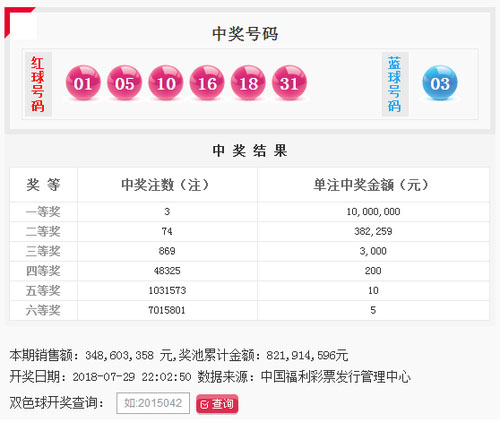 中奖号码
红球号码 01 05 10 16 18 31 蓝球号码 03
中奖结果
奖等 中奖注数（注） 单注中奖金额（元）
一等奖 3 10,000,000
二等奖 74 382,259
三等奖 869 3,000
四等奖 48325 200
五等奖 1031573 10
六等奖 7015801 5
本期销售额：348,603,358 元,奖池累计金额：821,914,596元
开奖日期：2018-07-29 22:02:50 数据来源：中国福利彩票发行管理中心
双色球开奖查询： 如:2015042 查询